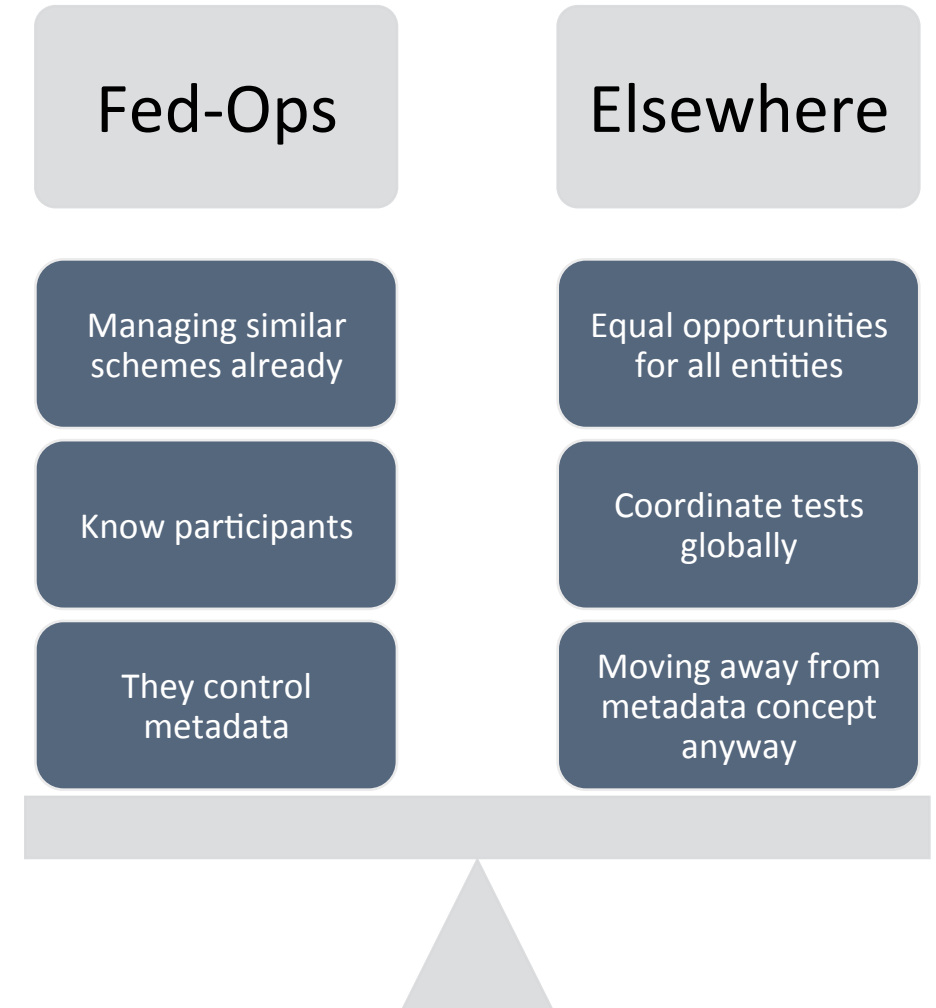 Fed-Ops
Managing similar
schemes already
Know participants
They control
metadata
Elsewhere
Equal opportunities
for all entities
Coordinate tests
globally
Moving away from
metadata concept
anyway